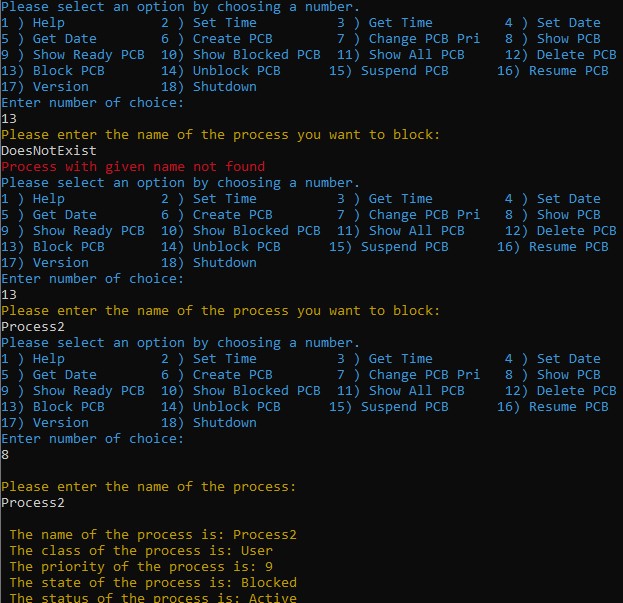 Please select an option by choosing a number.
1 ) Help 2 ) Set Time 3 ) Get Time 4 ) Set Date
5 ) Get Date 6 ) Create PCB 7 ) Change PCB Pri 8 ) Show PCB
9 ) Show Ready PCB 10) Show Blocked PCB 11) Show All PCB 12) Delete PCB
13) Block PCB 14) Unblock PCB 15) Suspend PCB 16) Resume PCB
17) Version 18) Shutdown
Enter number of choice:
13
Please enter the name of the process you want to block:
DoesNotExist
Process with given name not found
Please select an option by choosing a number.
1 ) Help 2 ) Set Time 3 ) Get Time 4 ) Set Date
5 ) Get Date 6 ) Create PCB 7 ) Change PCB Pri 8 ) Show PCB
9 ) Show Ready PCB 10) Show Blocked PCB 11) Show All PCB 12) Delete PCB
13) Block PCB 14) Unblock PCB 15) Suspend PCB 16) Resume PCB
17) Version 18) Shutdown
Enter number of choice:
13
Please enter the name of the process you want to block:
Process2
Please select an option by choosing a number.
1 ) Help 2 ) Set Time 3 ) Get Time 4 ) Set Date
5 ) Get Date 6 ) Create PCB 7 ) Change PCB Pri 8 ) Show PCB
9 ) Show Ready PCB 10) Show Blocked PCB 11) Show All PCB 12) Delete PCB
13) Block PCB 14) Unblock PCB 15) Suspend PCB 16) Resume PCB
17) Version 18) Shutdown
Enter number of choice:
8
Please enter the name of the process:
Process2
The name of the process is: Process2
The class of the process is: User
The priority of the process is: 9
The state of the process is: Blocked
The status of the process is: Active